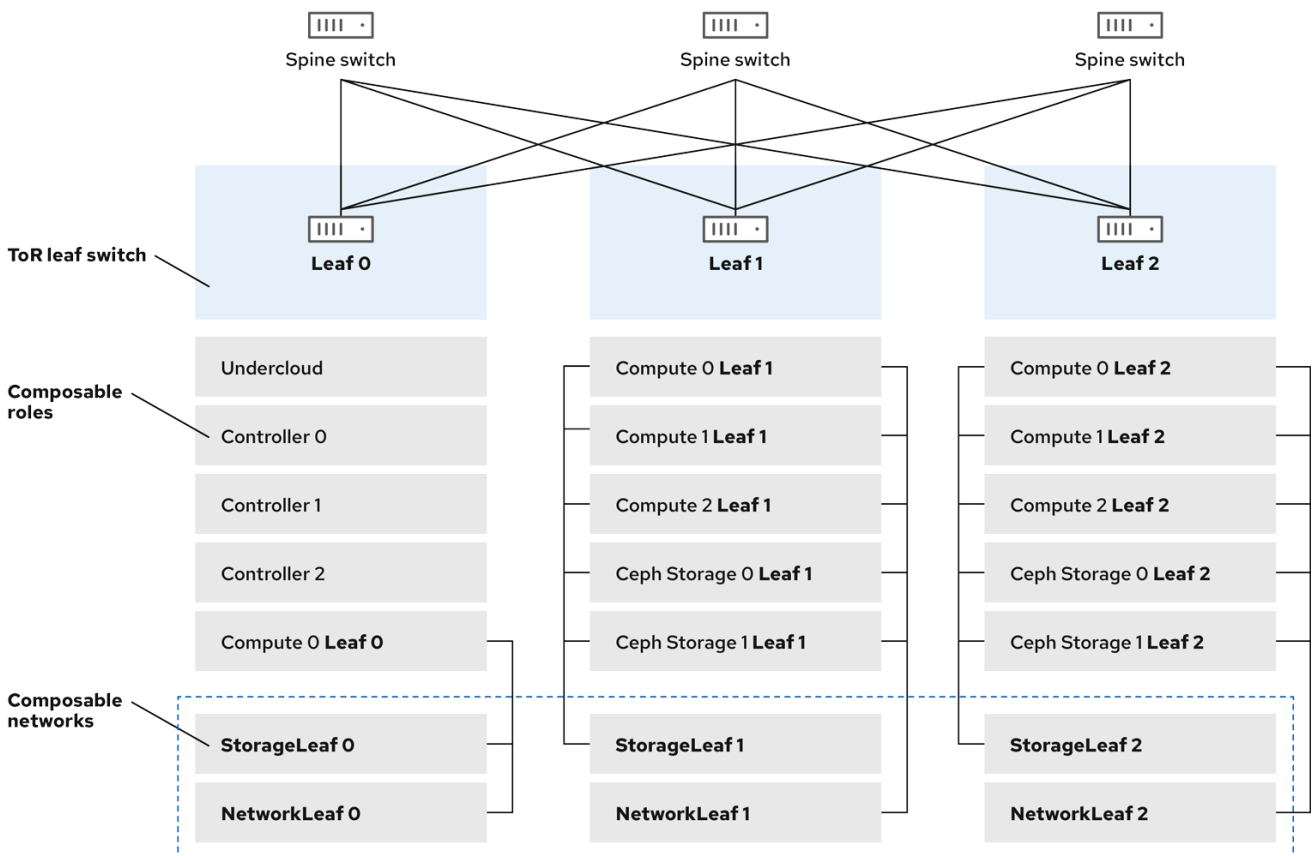 Spine switch
Spine switch
Spine switch
ToR leaf switch
Leaf 0
Leaf 1
Leaf 2
Composable
roles
Undercloud
Controller 0
Controller 1
Controller 2
Compute 0 Leaf 0
Compute 0 Leaf 1
Compute 1 Leaf 1
Compute 2 Leaf 1
Ceph Storage 0 Leaf 1
Ceph Storage 1 Leaf 1
Compute 0 Leaf 2
Compute 1 Leaf 2
Compute 2 Leaf 2
Ceph Storage 0 Leaf 2
Ceph Storage 1 Leaf 2
Composable
networks
StorageLeaf 0
NetworkLeaf 0
StorageLeaf 1
NetworkLeaf 1
StorageLeaf 2
NetworkLeaf 2